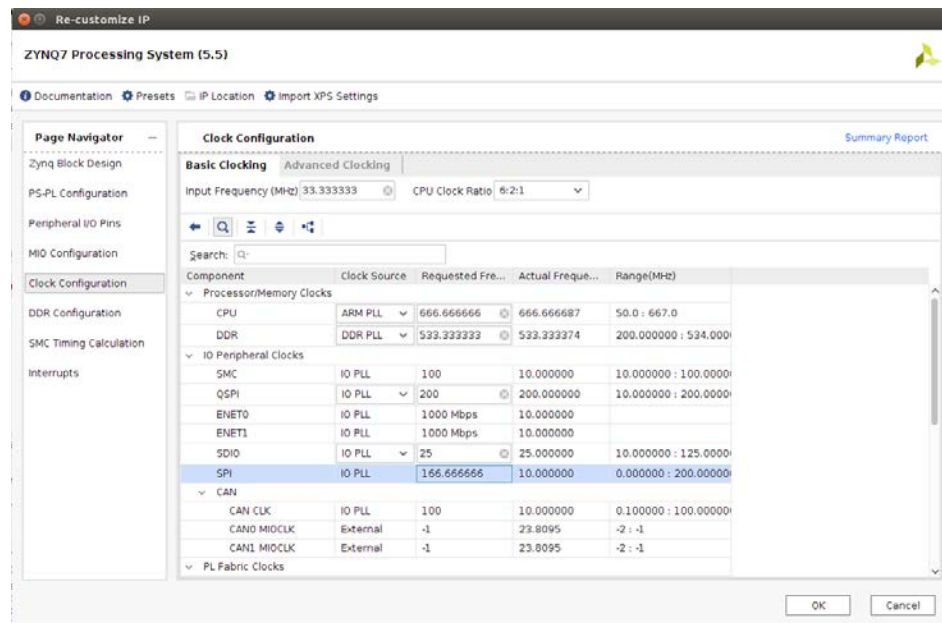 Re-customize IP
ZYNQ7 Processing System (5.5)
Documentation Presets IP Location Import XPS Settings
Page Navigator
Zynq Block Design
PS-PL Configuration
Peripheral I/O Pins
MIO Configuration
Clock Configuration
DDR Configuration
SMC Timing Calculation
Interrupts
Clock Configuration Summary Report
Basic Clocking Advanced Clocking
Input Frequency (MHz) 33.333333 CPU Clock Ratio 6:2:1
Search:
Component Clock Source Requested Fre... Actual Freque... Range(MHz)
Processor/Memory Clocks
CPU ARM PLL 666.666666 666.666687 50.0 : 667.0
DDR DDR PLL 533.333333 533.333374 200.000000 : 534.000
IO Peripheral Clocks
SMC IO PLL 100 10.000000 10.000000 : 100.0000
QSPI IO PLL 200 200.000000 10.000000 : 200.0000
ENET0 IO PLL 1000 Mbps 10.000000
ENET1 IO PLL 1000 Mbps 10.000000
SDIO IO PLL 25 25.000000 10.000000 : 125.0000
SPI IO PLL 166.666666 10.000000 0.000000 : 200.00000
CAN
CAN CLK IO PLL 100 10.000000 0.100000 : 100.00000
CAN0 MIOCLK External -1 23.8095 -2 : -1
CAN1 MIOCLK External -1 23.8095 -2 : -1
PL Fabric Clocks
OK Cancel